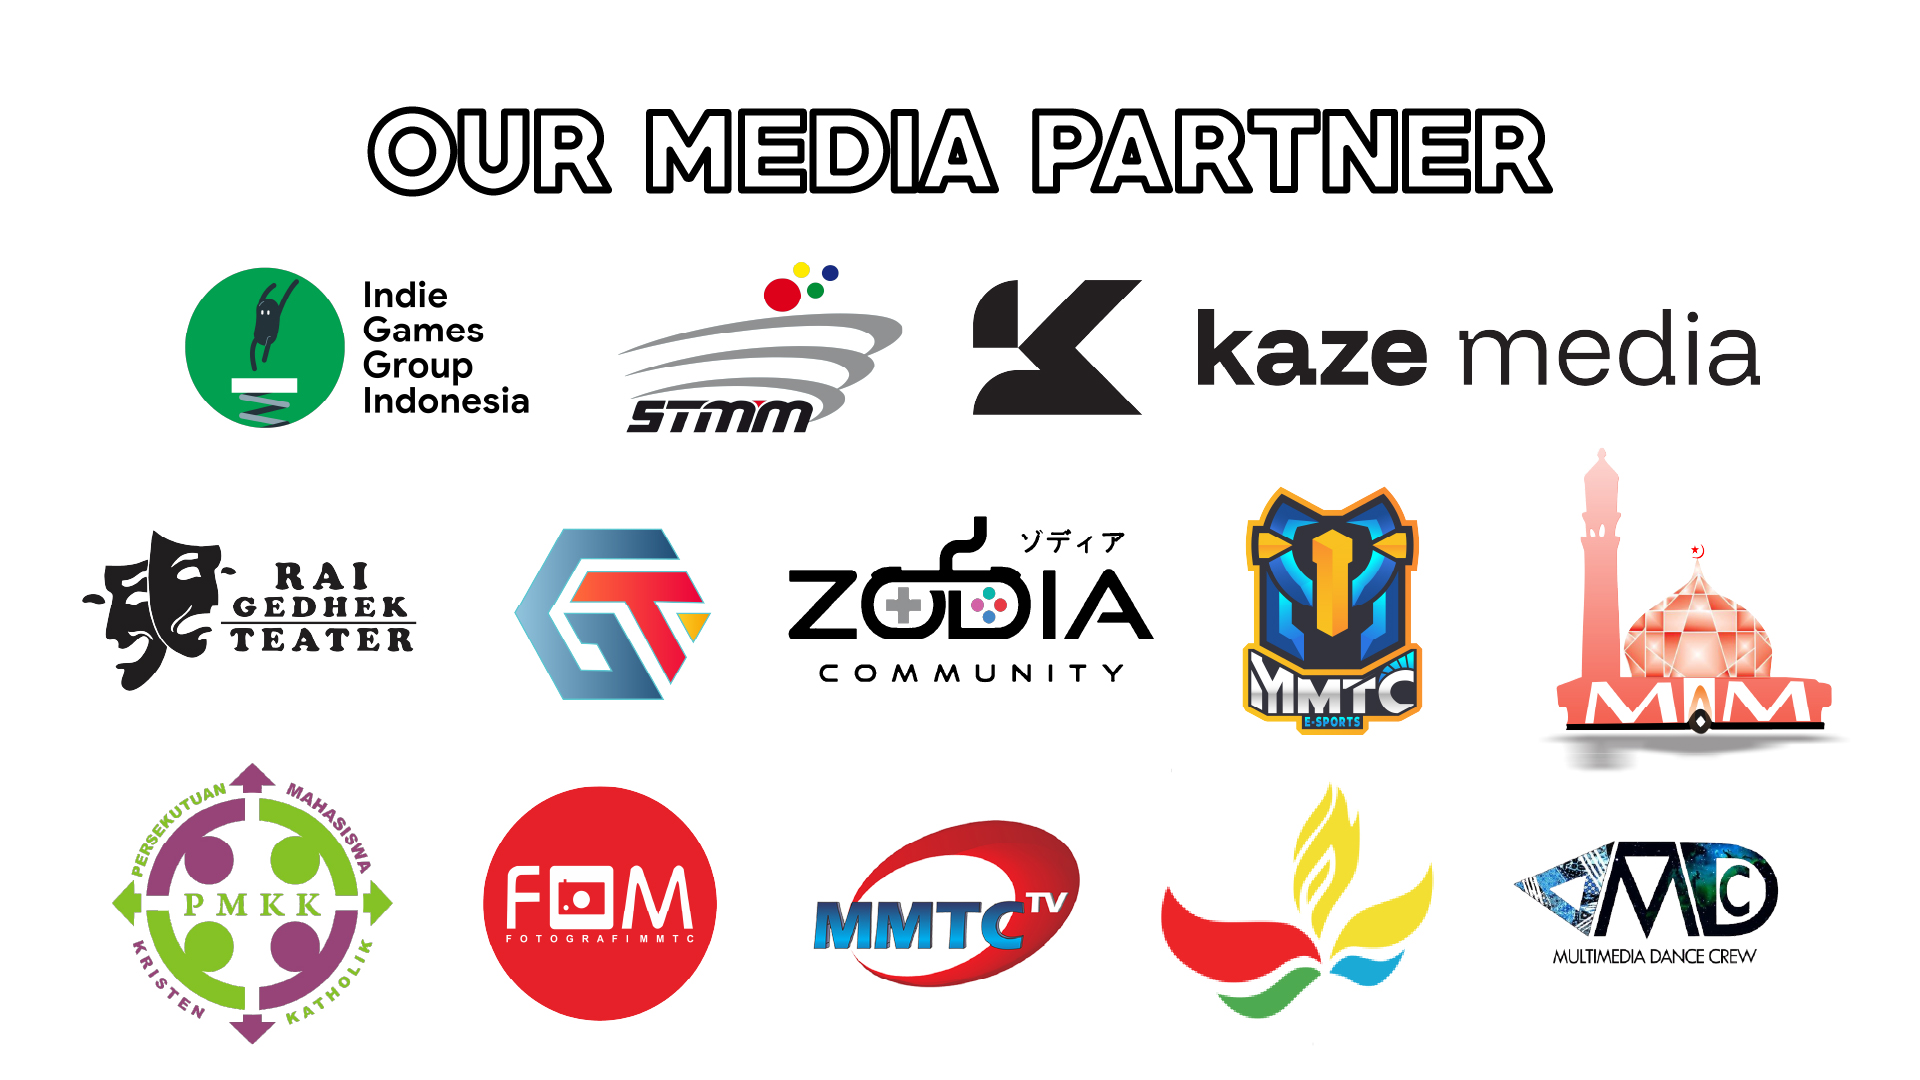 OUR MEDIA PARTNER
Indie
Games
Group
Indonesia
STMM
kaze media
RAI
GEDHEK
TEATER
GT
ゾディア
ZODIA
COMMUNITY
MMTC
E-SPORTS
MAM
PERSEKUTUAN
MAHASISWA
PMKK
KRISTEN
KATHOLIK
FOM
FOTOGRAFI MMTC
MMTC TV
MDC
MULTIMEDIA DANCE CREW